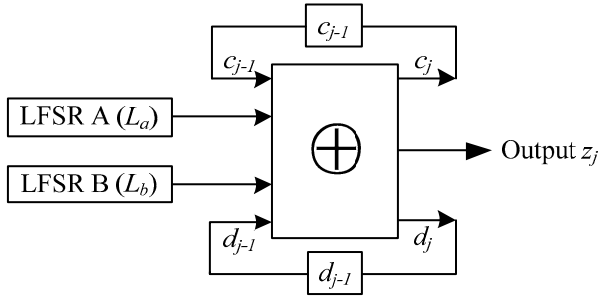 c_{j-1}
c_{j-1}
c_j
LFSR A (L_a)
⊕
Output z_j
LFSR B (L_b)
d_{j-1}
d_j
d_{j-1}